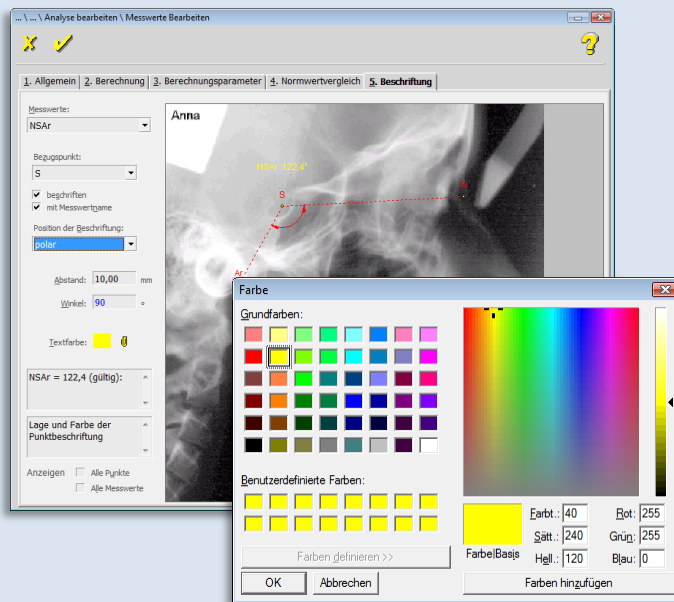 ... \ ... \ Analyse bearbeiten \ Messwerte Bearbeiten
1. Allgemein 2. Berechnung 3. Berechnungsparameter 4. Normwertvergleich 5. Beschriftung
Messwerte:
NSAr
Bezugspunkt:
S
beschriften
mit Messwertname
Position der Beschriftung:
polar
Abstand: 10,00 mm
Winkel: 90 °
Textfarbe:
NSAr = 122,4 (gültig):
Lage und Farbe der
Punktbeschriftung
Anzeigen Alle Punkte
Alle Messwerte
Anna
NSAr 122,4°
S
N
Ar
Farbe
Grundfarben:
Benutzerdefinierte Farben:
Farben definieren >>
OK Abbrechen
Farbe|Basis
Farbt.: 40 Rot: 255
Sätt.: 240 Grün: 255
Hell.: 120 Blau: 0
Farben hinzufügen